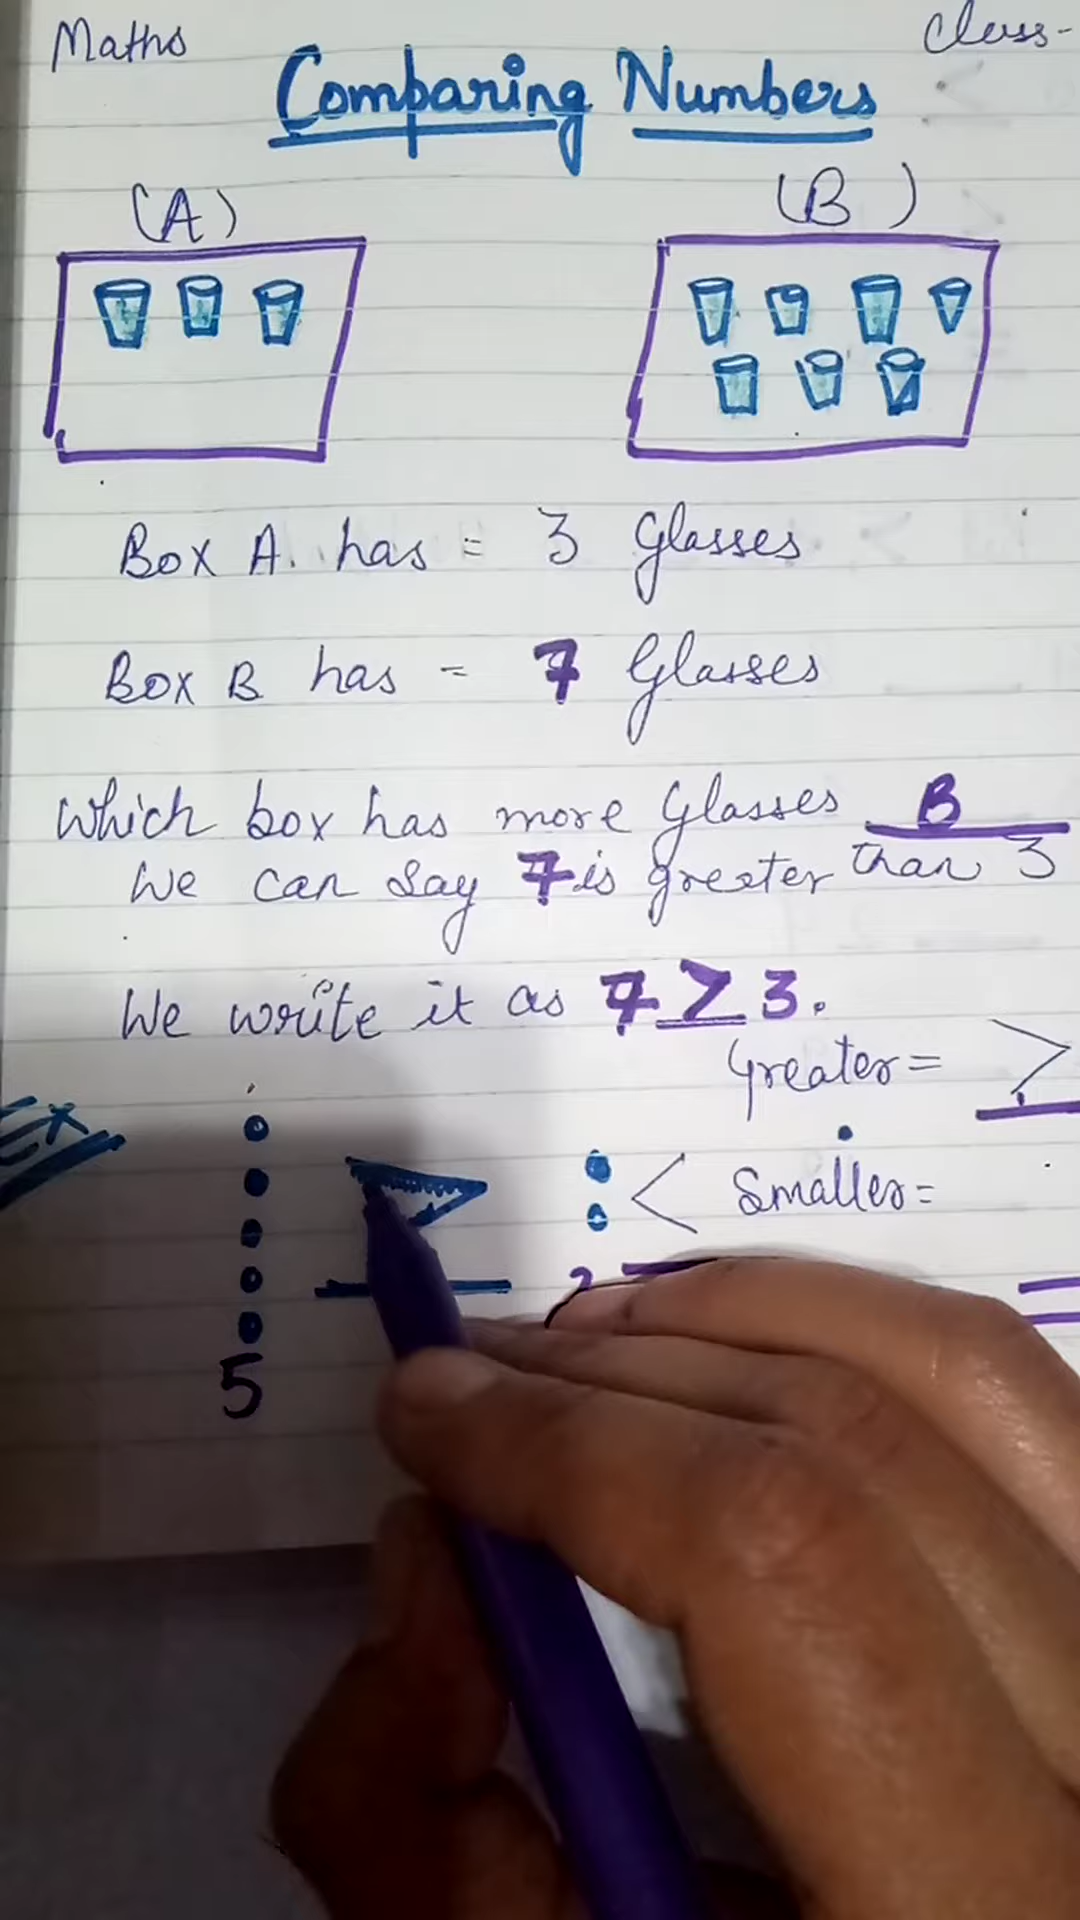 Maths Class-
Comparing Numbers
(A) (B)
Box A. has = 3 Glasses
Box B has = 7 Glasses
Which box has more Glasses B
We can say 7 is greater than 3
We write it as 7 > 3.
Greater = >
Ex
< Smaller =
5